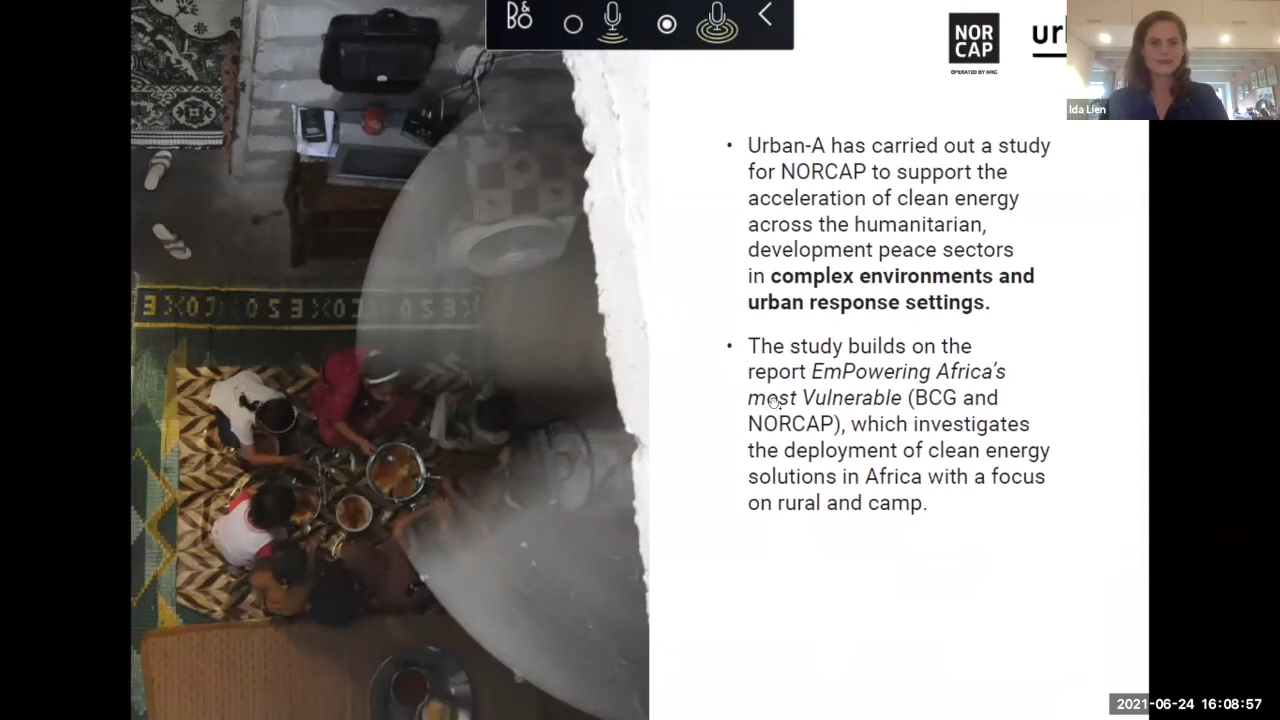 NOR
CAP
OPERATED BY NRC
ur
Ida Lien
• Urban-A has carried out a study
for NORCAP to support the
acceleration of clean energy
across the humanitarian,
development peace sectors
in complex environments and
urban response settings.
• The study builds on the
report EmPowering Africa’s
most Vulnerable (BCG and
NORCAP), which investigates
the deployment of clean energy
solutions in Africa with a focus
on rural and camp.
2021-06-24 16:08:57